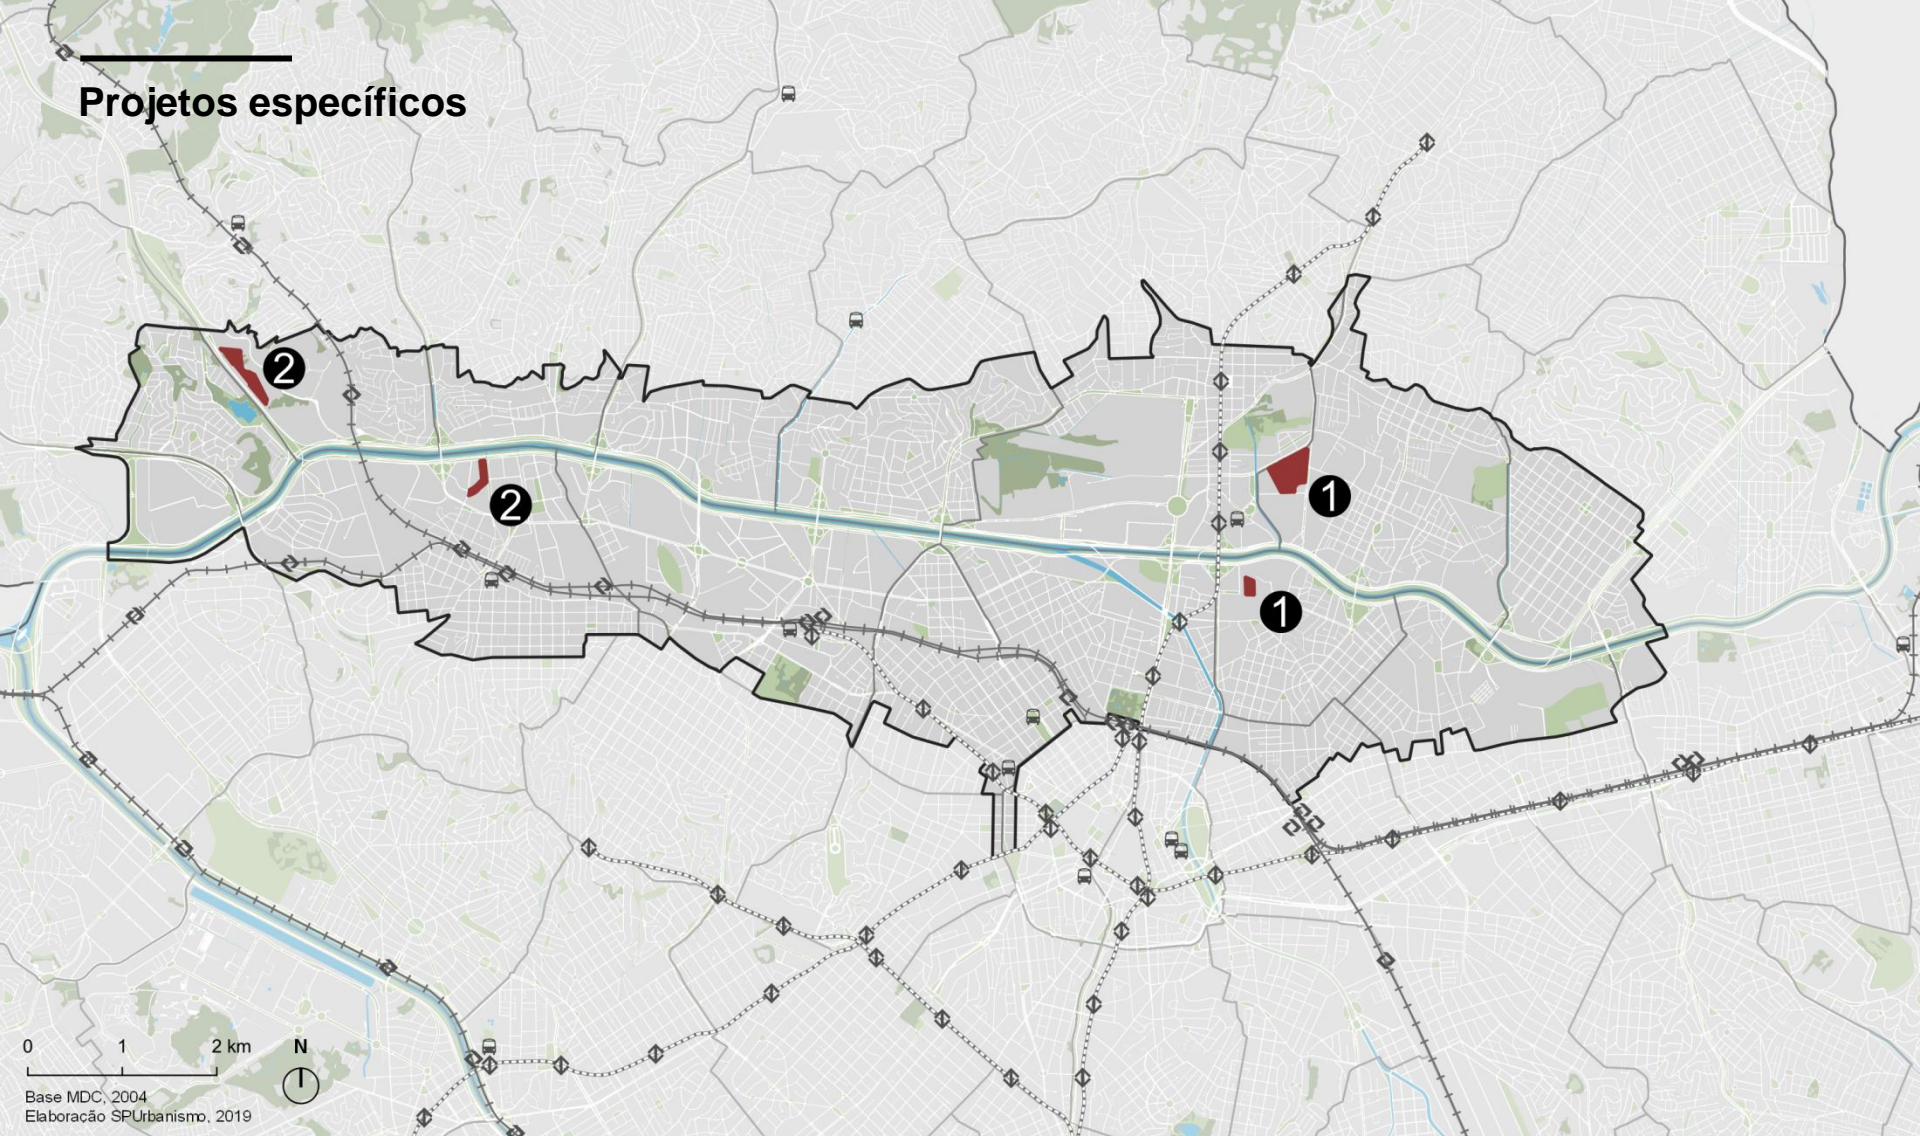 Projetos específicos
2
2
1
1
0 1 2 km N
Base MDC, 2004
Elaboração SPUrbanismo, 2019